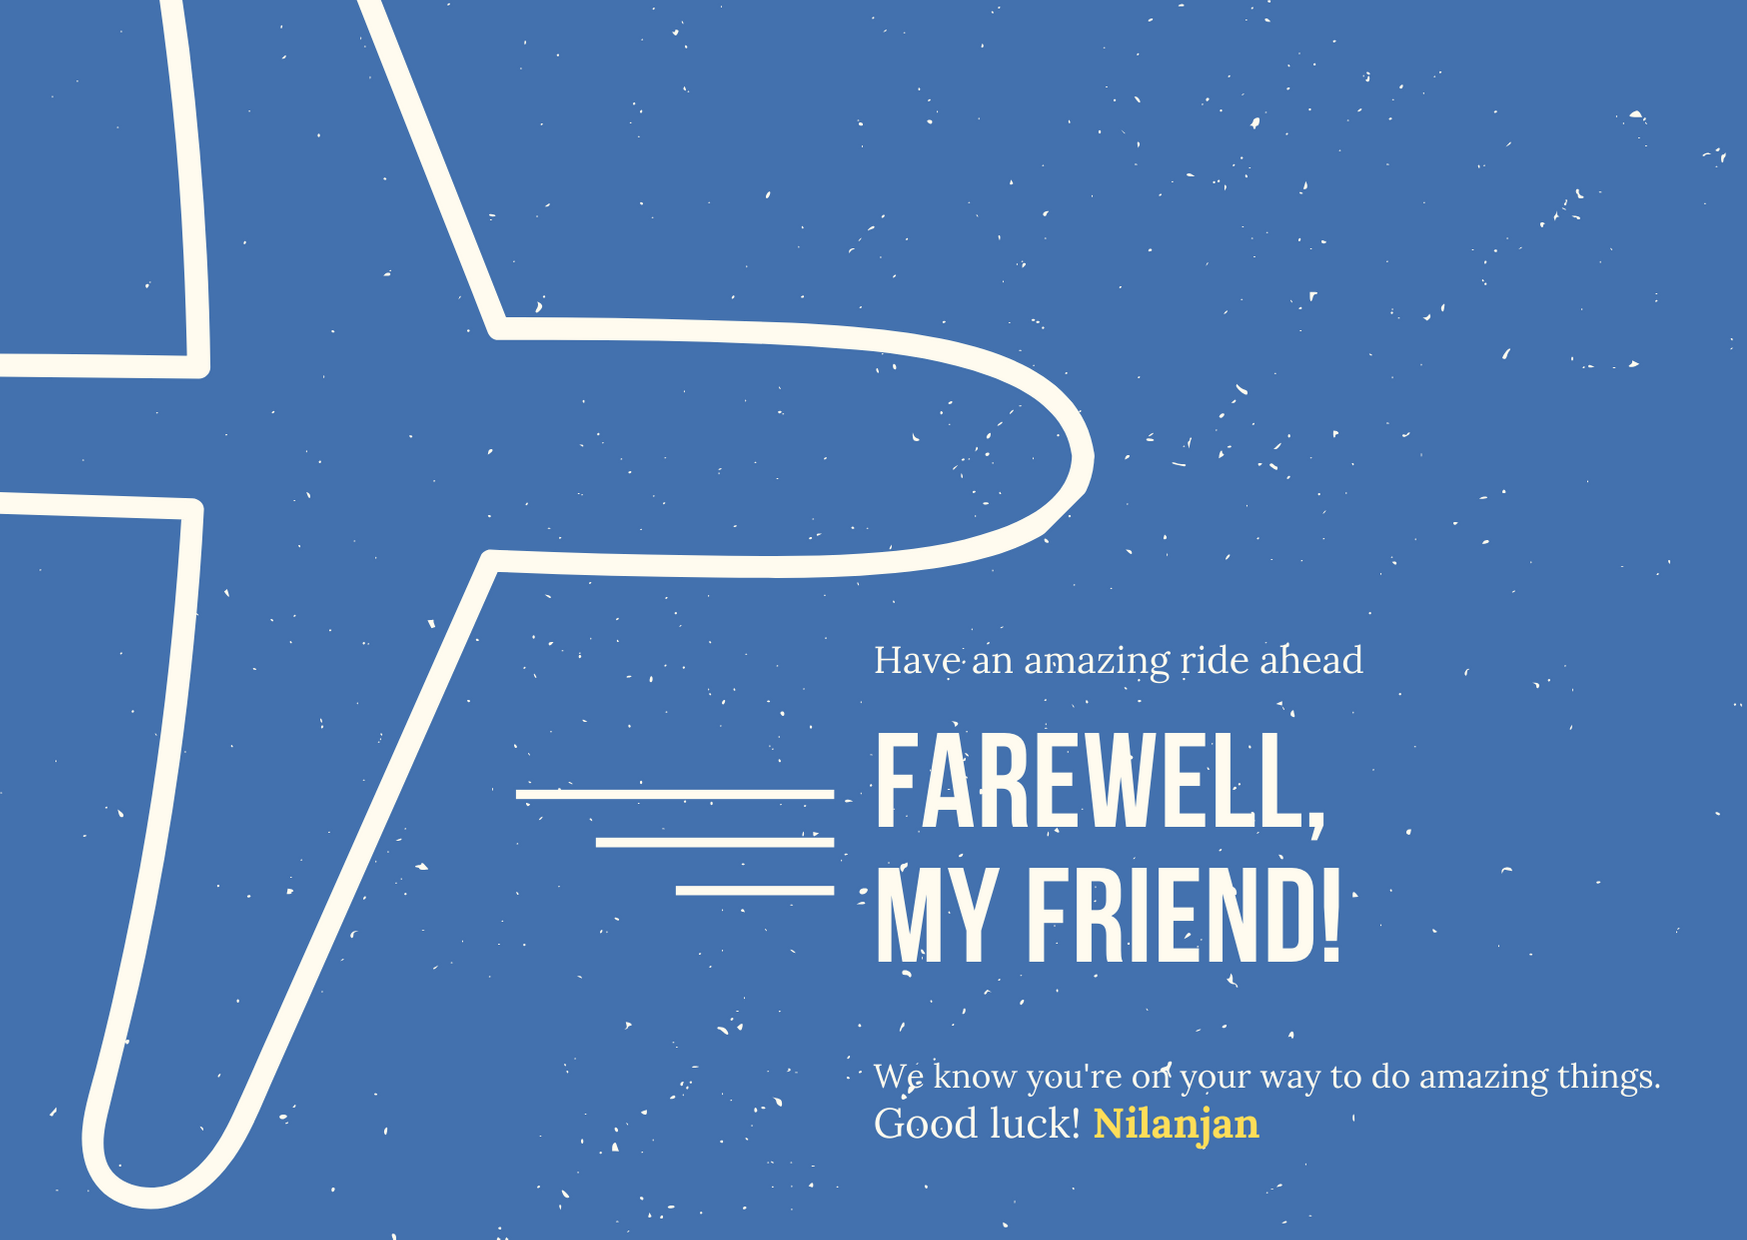 Have an amazing ride ahead
FAREWELL,
MY FRIEND!
We know you're on your way to do amazing things.
Good luck! Nilanjan